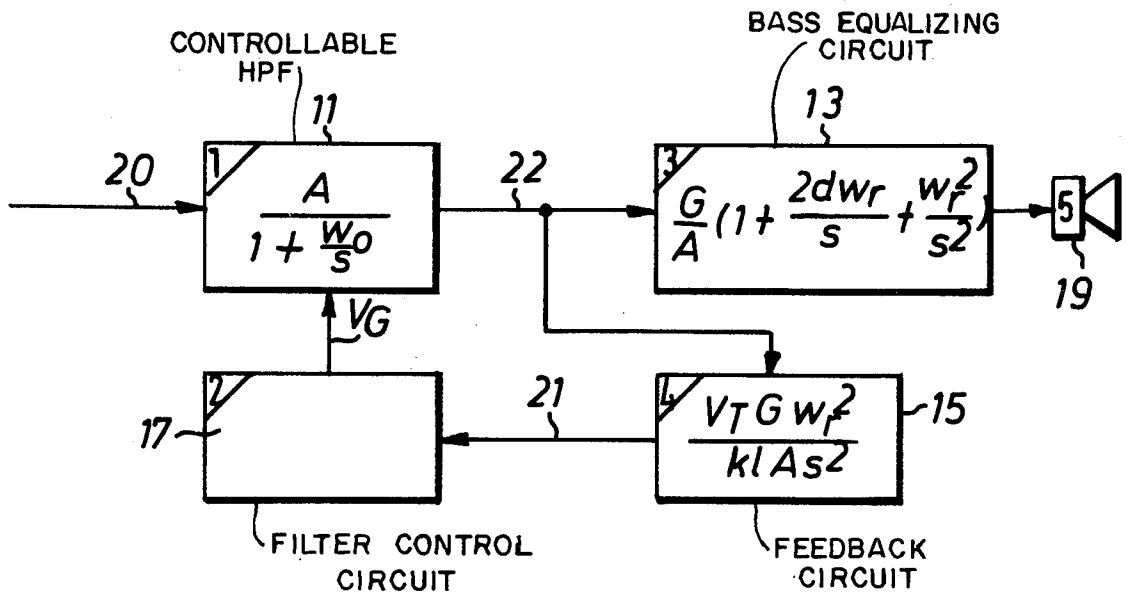 CONTROLLABLE
HPF
BASS EQUALIZING
CIRCUIT
11
13
20
1
A
1 + w0/s
22
3
G/A (1 + 2dwr/s + wr²/s²)
5
19
VG
2
17
21
4
VT G wr²
kl A s²
15
FILTER CONTROL
CIRCUIT
FEEDBACK
CIRCUIT